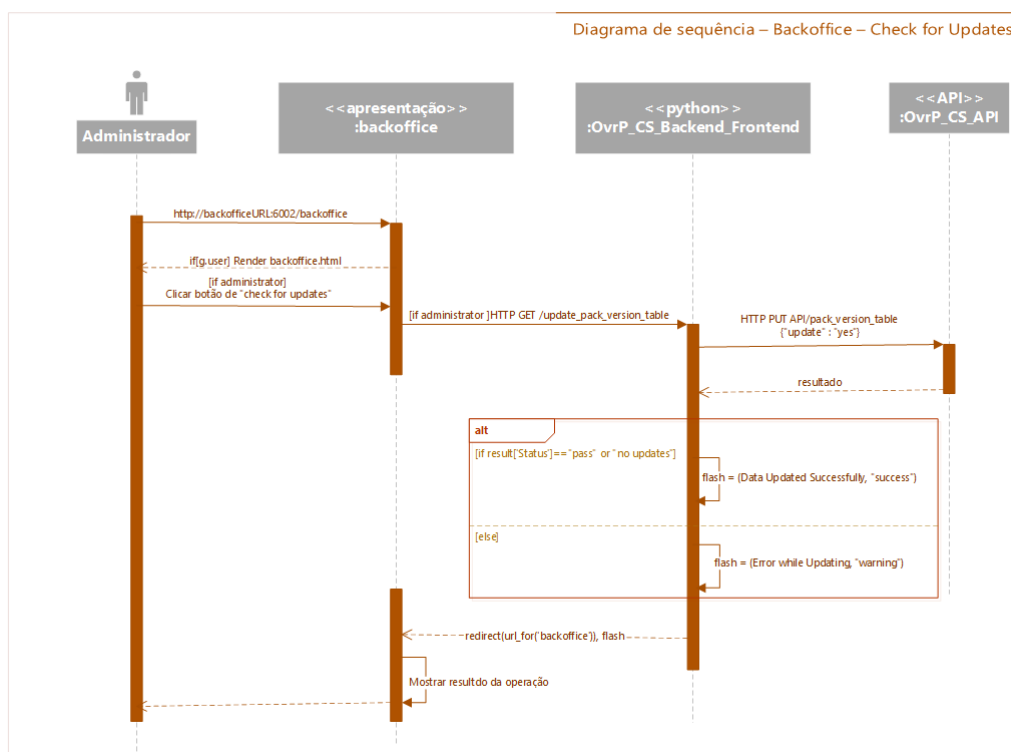 Diagrama de sequência – Backoffice – Check for Updates
Administrador
<<apresentação>>
:backoffice
<<python>>
:OvrP_CS_Backend_Frontend
<<API>>
:OvrP_CS_API
http://backofficeURL:6002/backoffice
if[g.user] Render backoffice.html
[if administrator]
Clicar botão de "check for updates"
[if administrator ]HTTP GET /update_pack_version_table
HTTP PUT API/pack_version_table
{"update" : "yes"}
resultado
alt
[if result['Status']=="pass" or "no updates"]
flash = (Data Updated Successfully, "success")
[else]
flash = (Error while Updating, "warning")
redirect(url_for('backoffice')), flash
Mostrar resultdo da operação